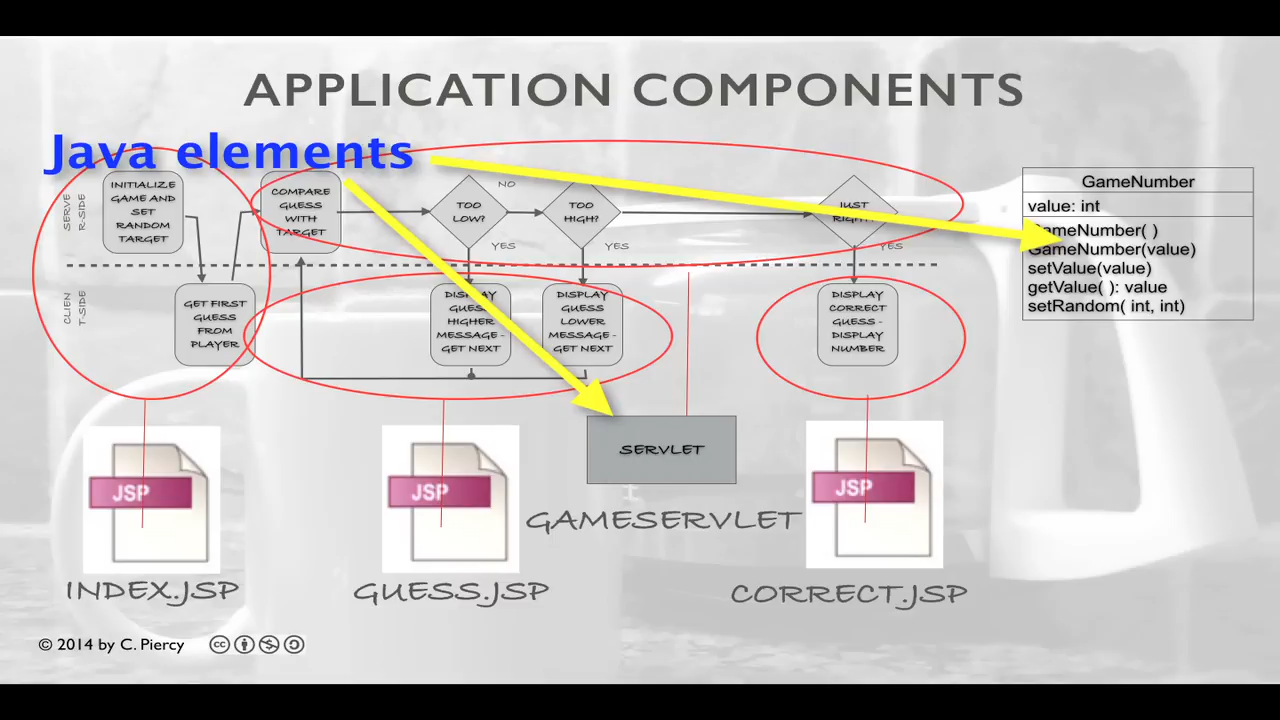 APPLICATION COMPONENTS
Java elements
SERVE
R-SIDE
INITIALIZE
GAME AND
SET
RANDOM
TARGET
COMPARE
GUESS
WITH
TARGET
TOO
LOW?
NO
YES
TOO
HIGH?
YES
JUST
RIGHT?
YES
CLIEN
T-SIDE
GET FIRST
GUESS
FROM
PLAYER
DISPLAY
GUESS
HIGHER
MESSAGE -
GET NEXT
DISPLAY
GUESS
LOWER
MESSAGE -
GET NEXT
DISPLAY
CORRECT
GUESS -
DISPLAY
NUMBER
GameNumber
value: int
GameNumber( )
GameNumber(value)
setValue(value)
getValue( ): value
setRandom( int, int)
JSP
INDEX.JSP
JSP
GUESS.JSP
SERVLET
GAMESERVLET
JSP
CORRECT.JSP
© 2014 by C. Piercy
cc